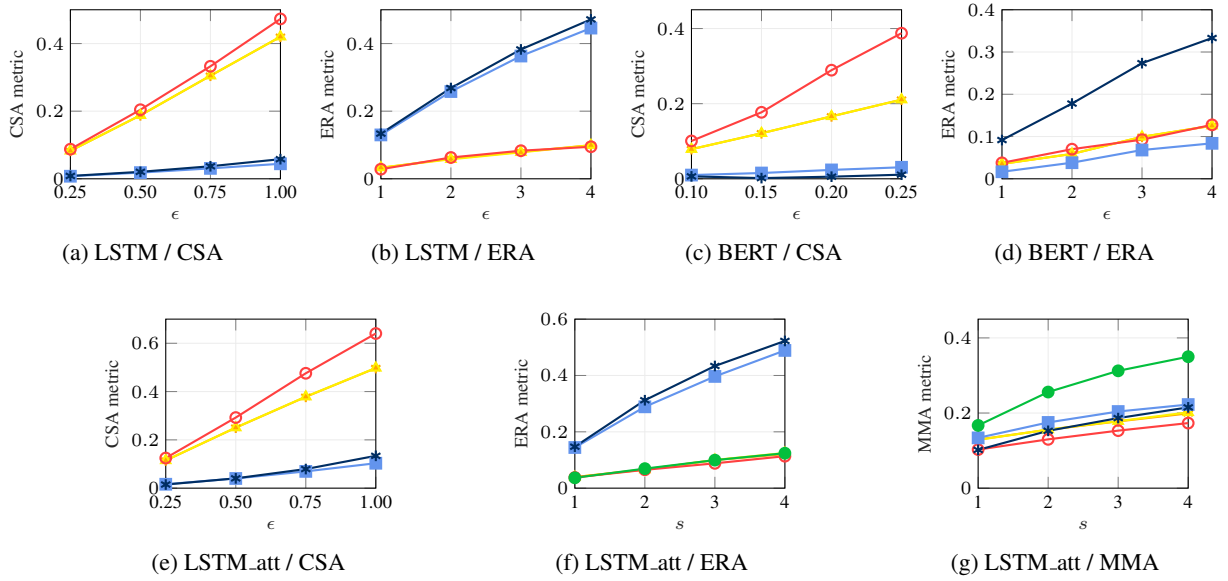 0.4
0.2
0
0.25
0.50
0.75
1.00
CSA metric
ϵ
(a) LSTM / CSA
0.4
0.2
0
1
2
3
4
ERA metric
ϵ
(b) LSTM / ERA
0.4
0.2
0
0.10
0.15
0.20
0.25
CSA metric
ϵ
(c) BERT / CSA
0.4
0.3
0.2
0.1
0
1
2
3
4
ERA metric
ϵ
(d) BERT / ERA
0.6
0.4
0.2
0
0.25
0.50
0.75
1.00
CSA metric
ϵ
(e) LSTM_att / CSA
0.6
0.4
0.2
0
1
2
3
4
ERA metric
s
(f) LSTM_att / ERA
0.4
0.2
0
1
2
3
4
MMA metric
s
(g) LSTM_att / MMA